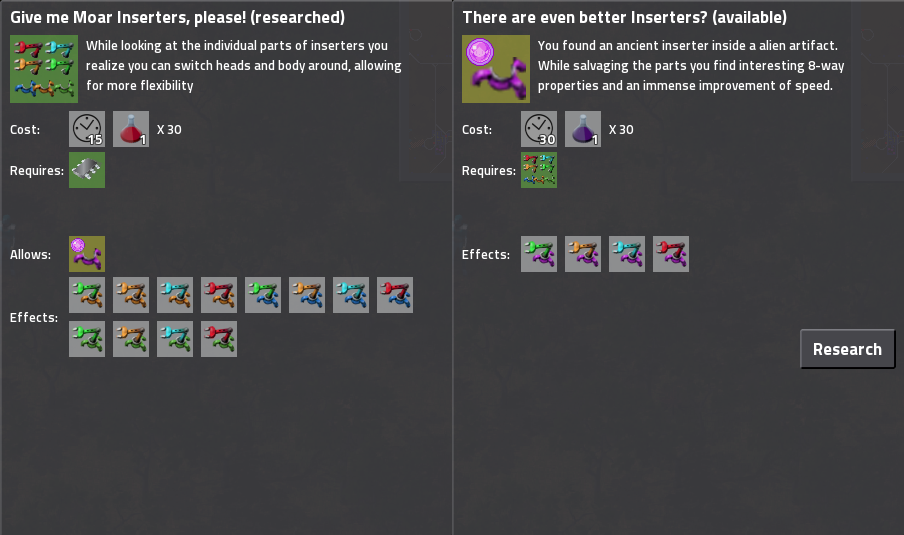 Give me Moar Inserters, please! (researched)
While looking at the individual parts of inserters you
realize you can switch heads and body around, allowing
for more flexibility
Cost: 15 1 X 30
Requires:
Allows:
Effects:
There are even better Inserters? (available)
You found an ancient inserter inside a alien artifact.
While salvaging the parts you find interesting 8-way
properties and an immense improvement of speed.
Cost: 30 1 X 30
Requires:
Effects:
Research